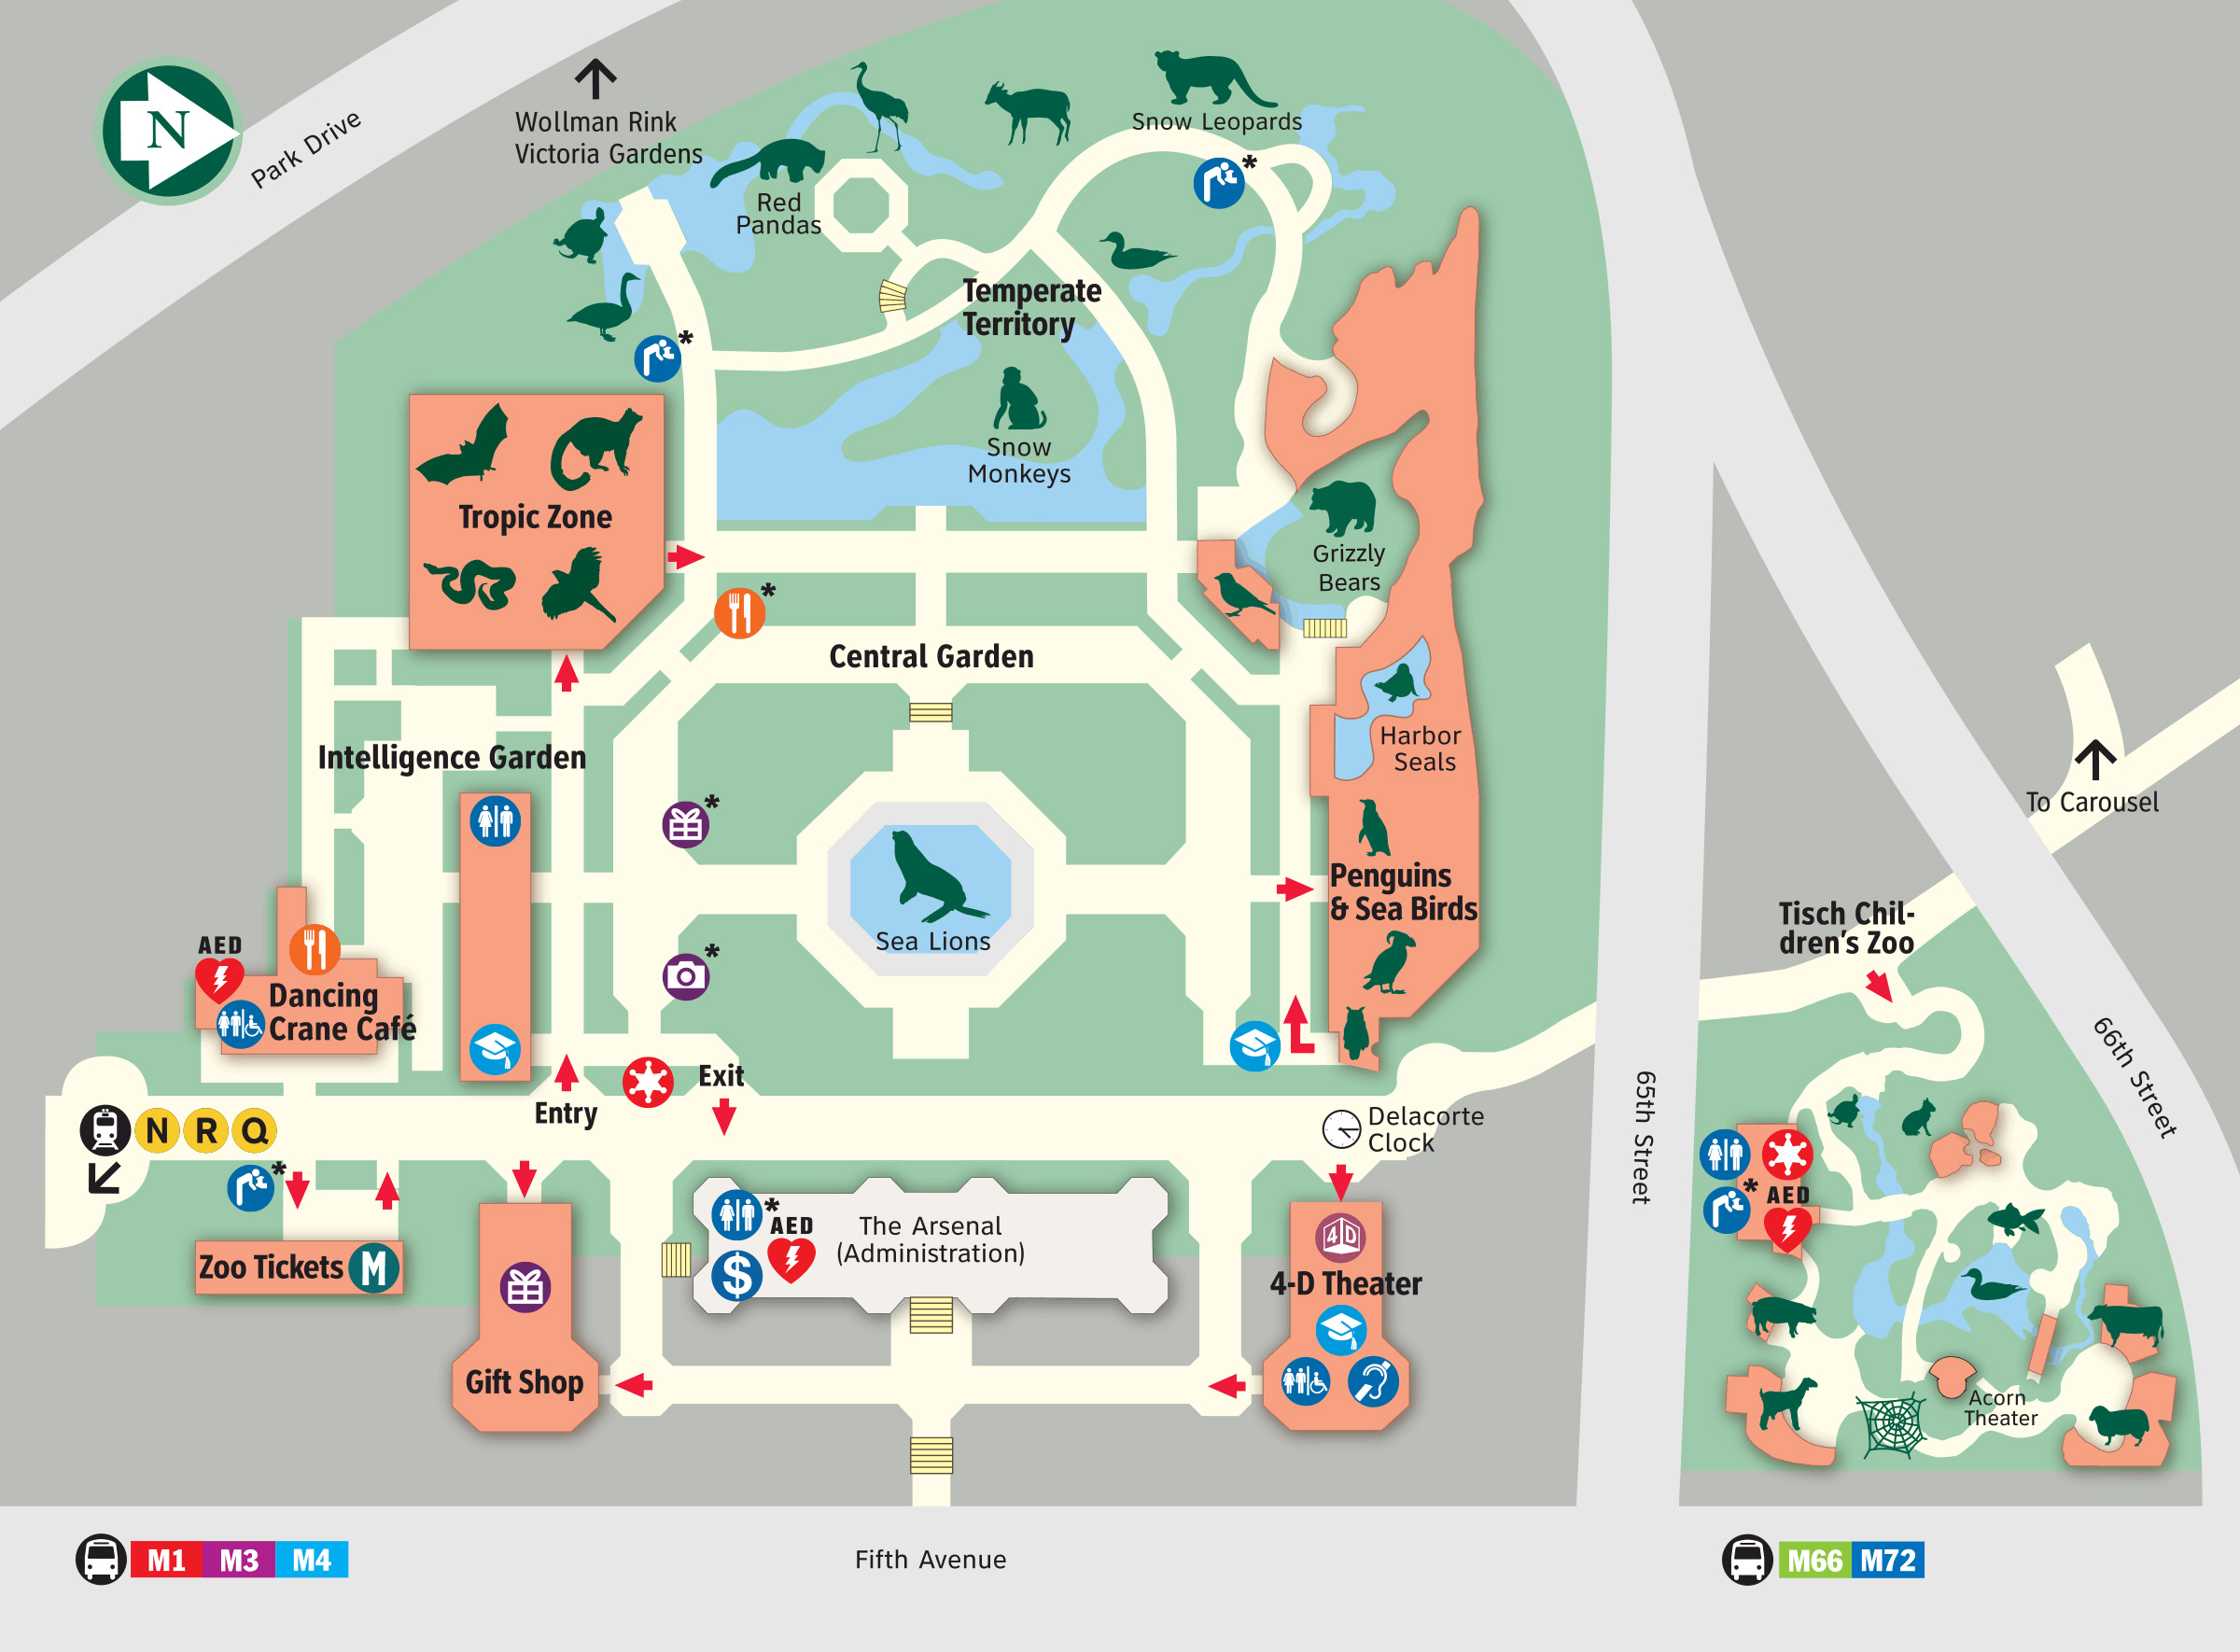 N
Park Drive
Wollman Rink
Victoria Gardens
Snow Leopards
*
Red
Pandas
*
Temperate
Territory
Snow
Monkeys
Tropic Zone
Grizzly
Bears
*
Central Garden
Harbor
Seals
Intelligence Garden
*
To Carousel
Penguins
& Sea Birds
Sea Lions
*
Tisch Chil-
dren's Zoo
AED
Dancing
Crane Café
Entry
Exit
N R Q
*
Delacorte
Clock
65th Street
66th Street
*
AED
Zoo Tickets M
*
AED
The Arsenal
(Administration)
$
4D
4-D Theater
Gift Shop
Acorn
Theater
M1 M3 M4
Fifth Avenue
M66 M72